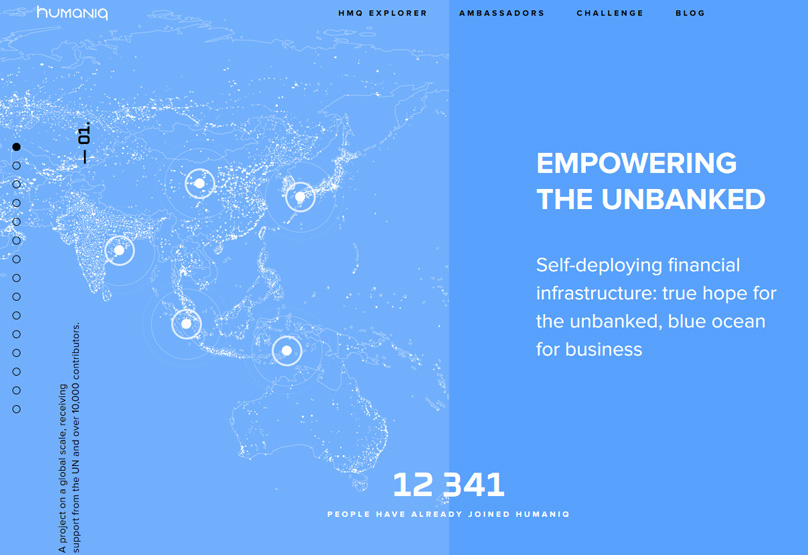 humaniq
HMQ EXPLORER
AMBASSADORS
CHALLENGE
BLOG
— 01.
EMPOWERING
THE UNBANKED
Self-deploying financial
infrastructure: true hope for
the unbanked, blue ocean
for business
A project on a global scale, receiving
support from the UN and over 10,000 contributors.
12 341
PEOPLE HAVE ALREADY JOINED HUMANIQ